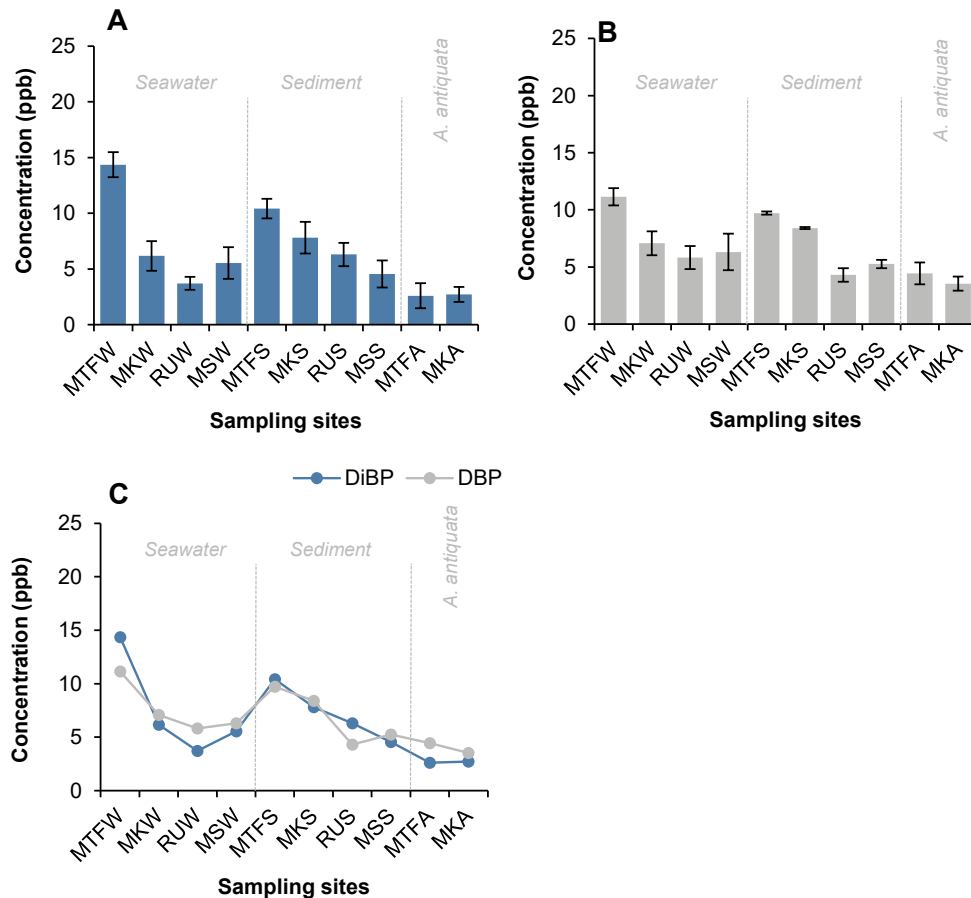 A
Concentration (ppb)
25
20
15
10
5
0
Seawater
Sediment
A. antiquata
MTFW
MKW
RUW
MSW
MTFS
MKS
RUS
MSS
MTFA
MKA
Sampling sites
B
Concentration (ppb)
25
20
15
10
5
0
Seawater
Sediment
A. antiquata
MTFW
MKW
RUW
MSW
MTFS
MKS
RUS
MSS
MTFA
MKA
Sampling sites
C
DiBP
DBP
Concentration (ppb)
25
20
15
10
5
0
Seawater
Sediment
A. antiquata
MTFW
MKW
RUW
MSW
MTFS
MKS
RUS
MSS
MTFA
MKA
Sampling sites